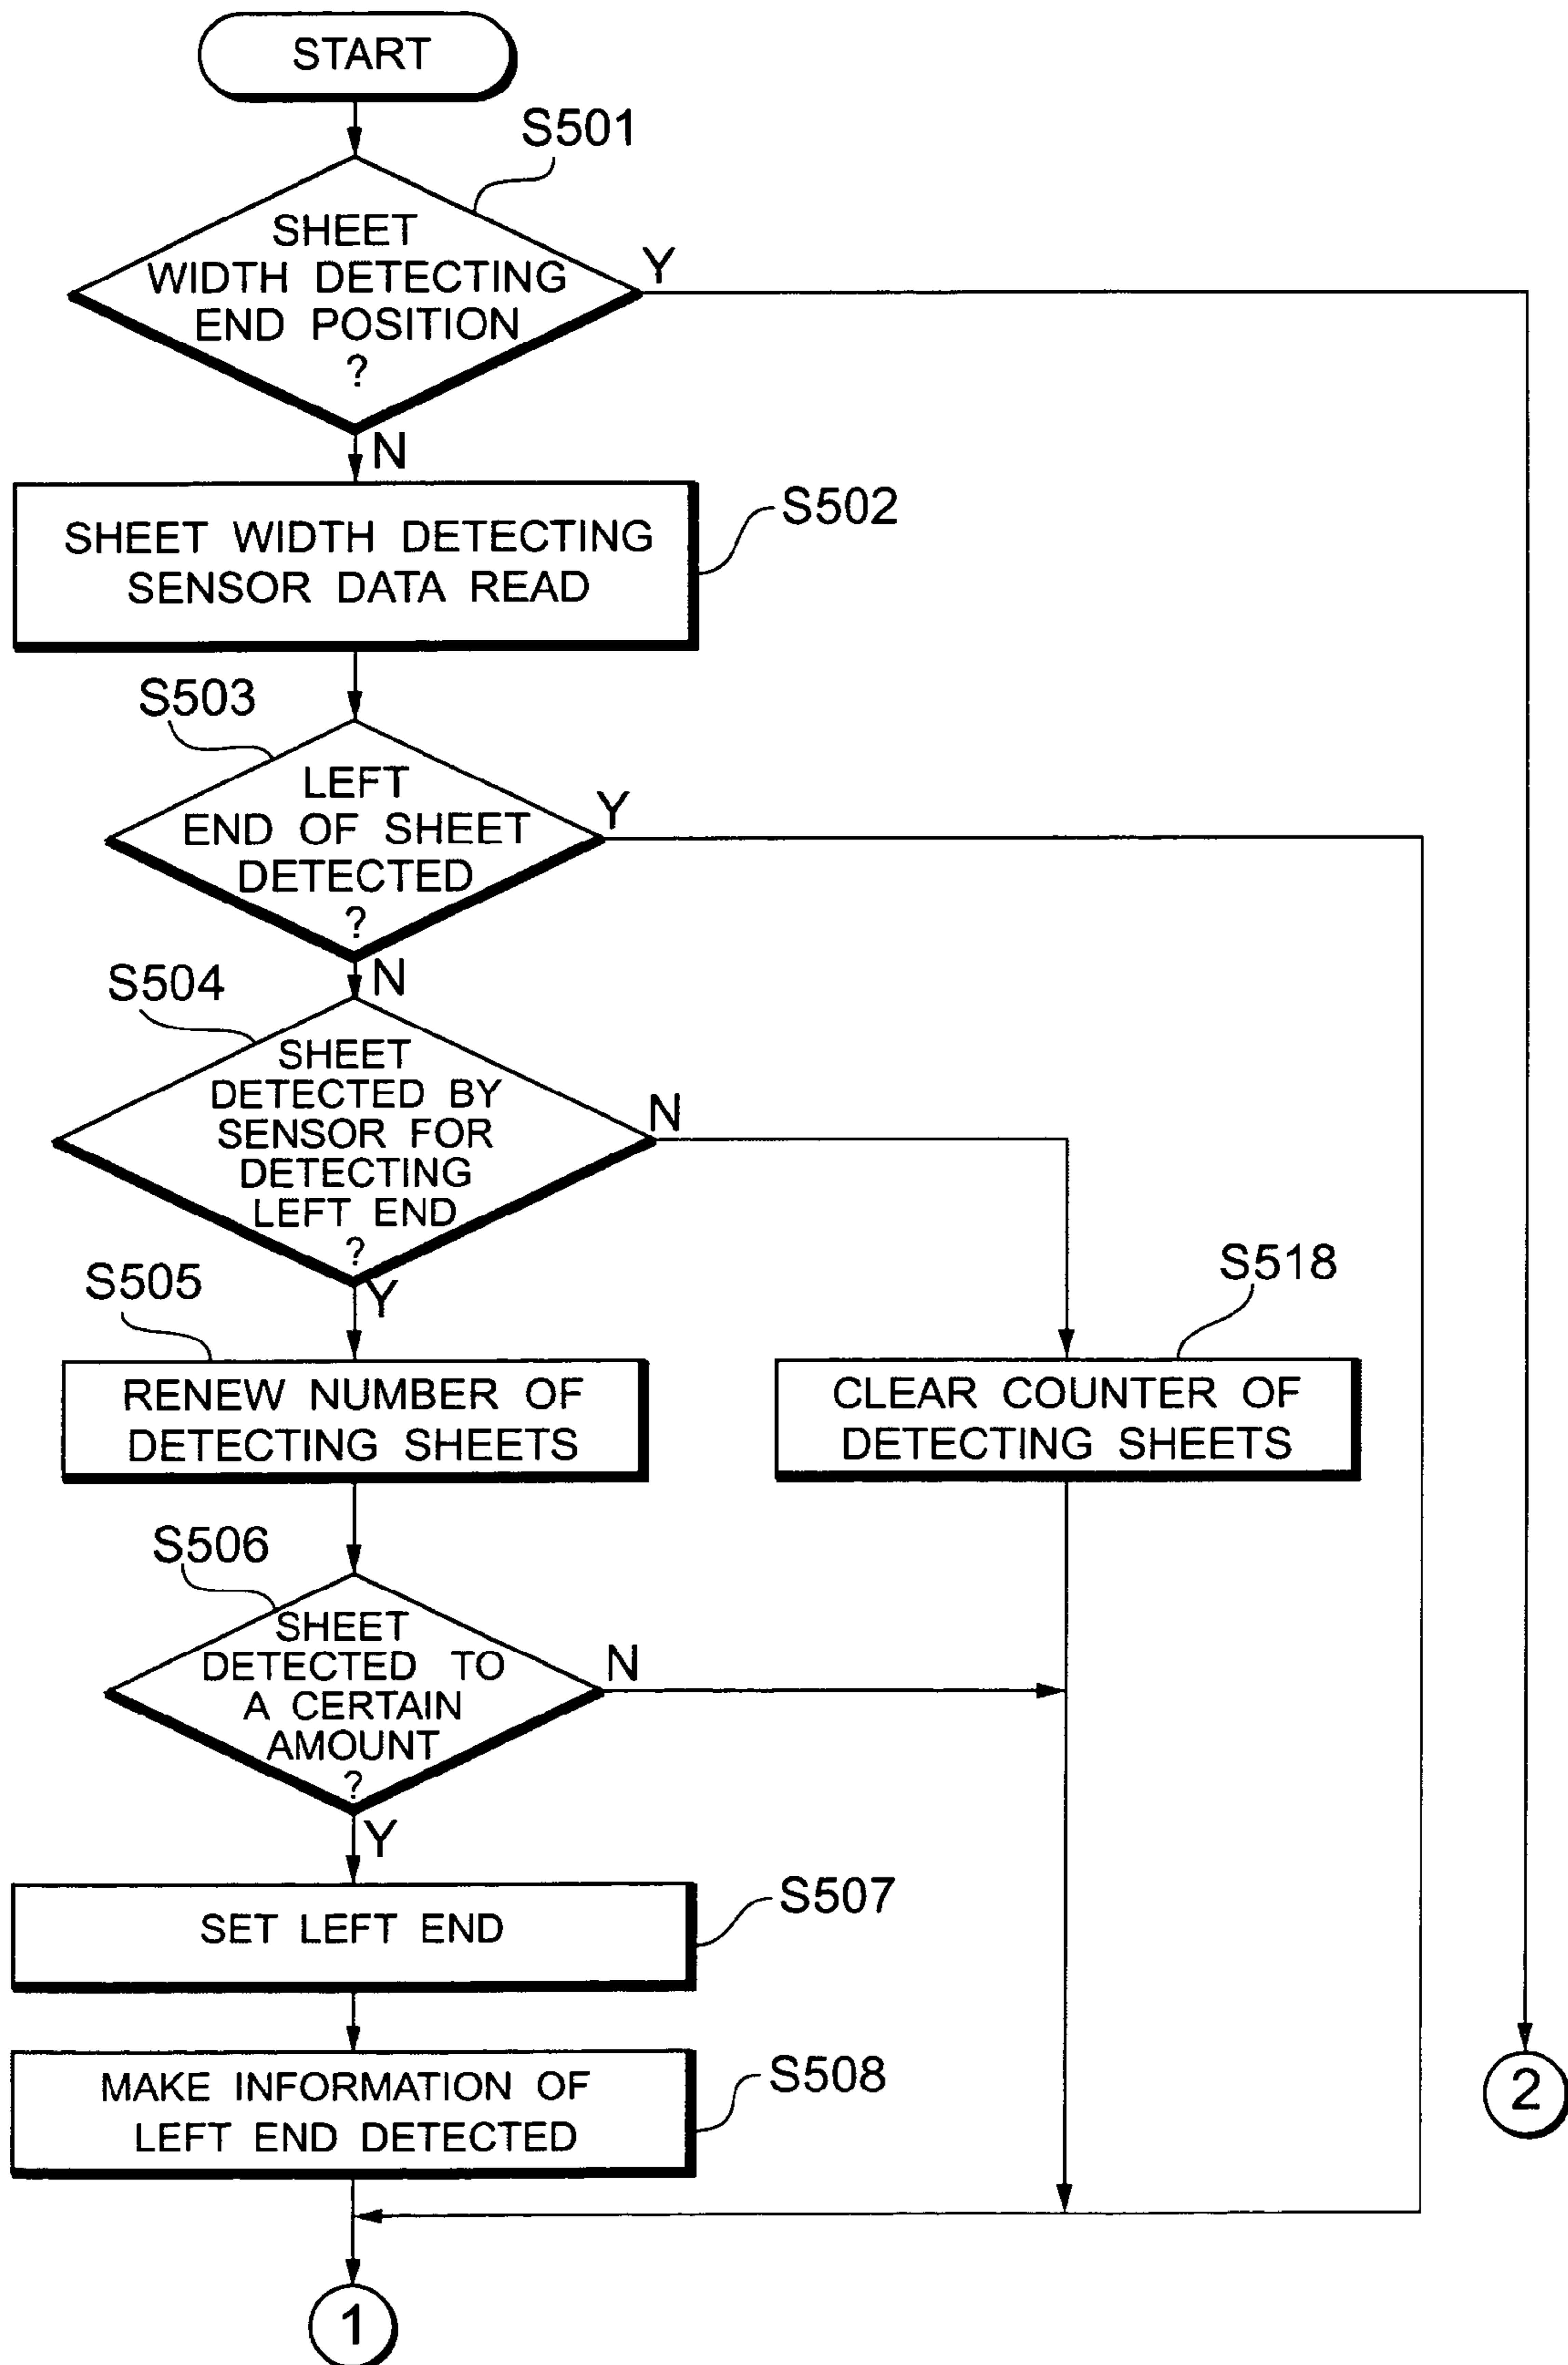 START
S501
SHEET
WIDTH DETECTING
END POSITION
?
Y
N
S502
SHEET WIDTH DETECTING
SENSOR DATA READ
S503
LEFT
END OF SHEET
DETECTED
?
Y
N
S504
SHEET
DETECTED BY
SENSOR FOR
DETECTING
LEFT END
?
N
Y
S505
RENEW NUMBER OF
DETECTING SHEETS
S518
CLEAR COUNTER OF
DETECTING SHEETS
S506
SHEET
DETECTED TO
A CERTAIN
AMOUNT
?
N
Y
S507
SET LEFT END
S508
MAKE INFORMATION OF
LEFT END DETECTED
2
1